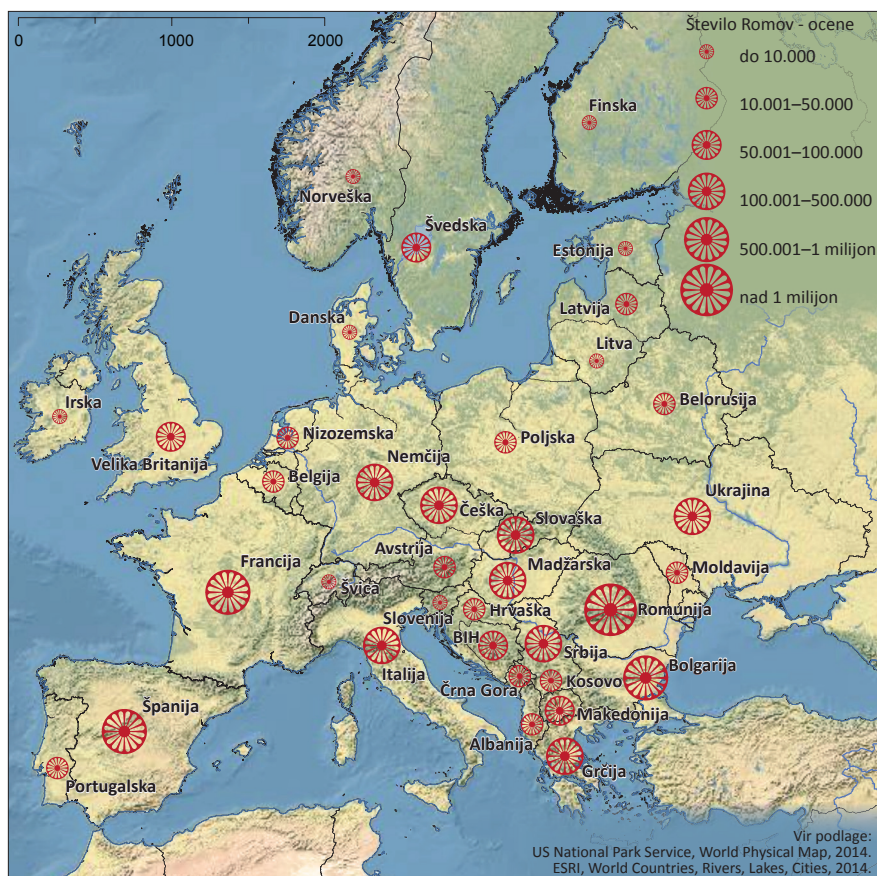 0 1000 2000
Število Romov - ocene
do 10.000
10.001–50.000
50.001–100.000
100.001–500.000
500.001–1 milijon
nad 1 milijon
Finska
Norveška
Švedska
Estonija
Latvija
Danska
Litva
Irska
Belorusija
Velika Britanija
Nizozemska
Poljska
Nemčija
Belgija
Češka
Ukrajina
Slovaška
Avstrija
Francija
Madžarska
Moldavija
Švica
Slovenija
Hrvaška
Romunija
BIH
Srbija
Italija
Bolgarija
Kosovo
Črna Gora
Španija
Makedonija
Albanija
Grčija
Portugalska
Vir podlage:
US National Park Service, World Physical Map, 2014.
ESRI, World Countries, Rivers, Lakes, Cities, 2014.